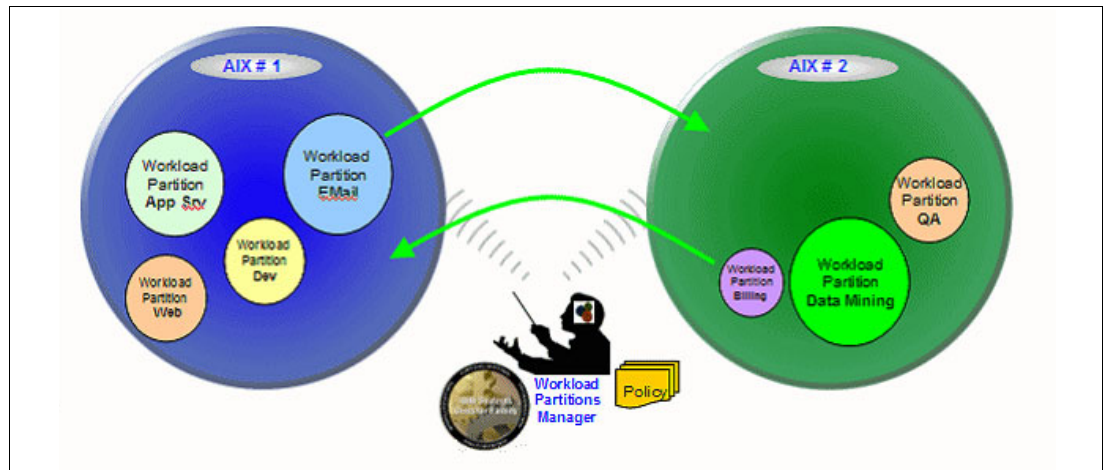 AIX # 1
AIX # 2
Workload
Partition
App Srv
Workload
Partition
EMail
Workload
Partition
Dev
Workload
Partition
Web
Workload
Partition
QA
Workload
Partition
Billing
Workload
Partition
Data Mining
Workload
Partitions
Manager
Policy